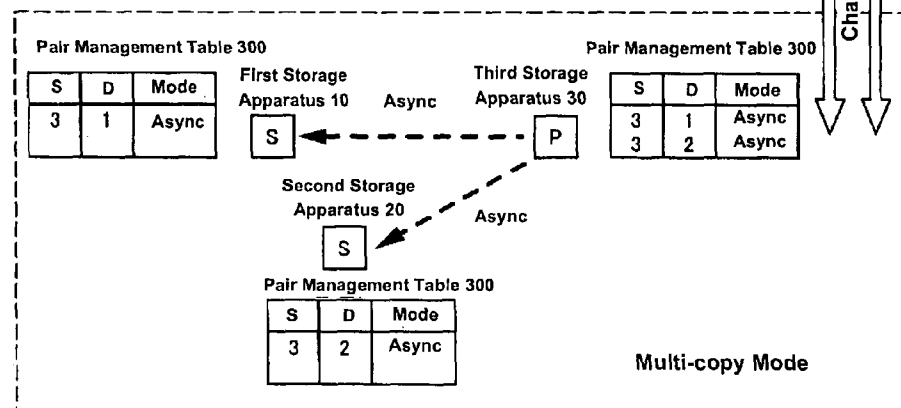 Cha
Pair Management Table 300
S D Mode
3 1 Async
First Storage
Apparatus 10
Async
Third Storage
Apparatus 30
S
P
Pair Management Table 300
S D Mode
3 1 Async
3 2 Async
Second Storage
Apparatus 20
Async
S
Pair Management Table 300
S D Mode
3 2 Async
Multi-copy Mode